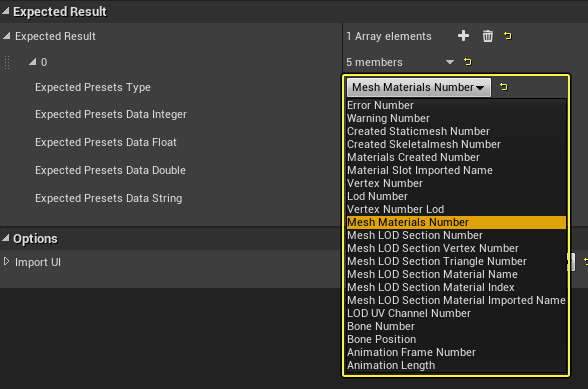 Expected Result
Expected Result 1 Array elements
0 5 members
Expected Presets Type Mesh Materials Number
Expected Presets Data Integer
Expected Presets Data Float
Expected Presets Data Double
Expected Presets Data String
Options
Import UI
Error Number
Warning Number
Created Staticmesh Number
Created Skeletalmesh Number
Materials Created Number
Material Slot Imported Name
Vertex Number
Lod Number
Vertex Number Lod
Mesh Materials Number
Mesh LOD Section Number
Mesh LOD Section Vertex Number
Mesh LOD Section Triangle Number
Mesh LOD Section Material Name
Mesh LOD Section Material Index
Mesh LOD Section Material Imported Name
LOD UV Channel Number
Bone Number
Bone Position
Animation Frame Number
Animation Length